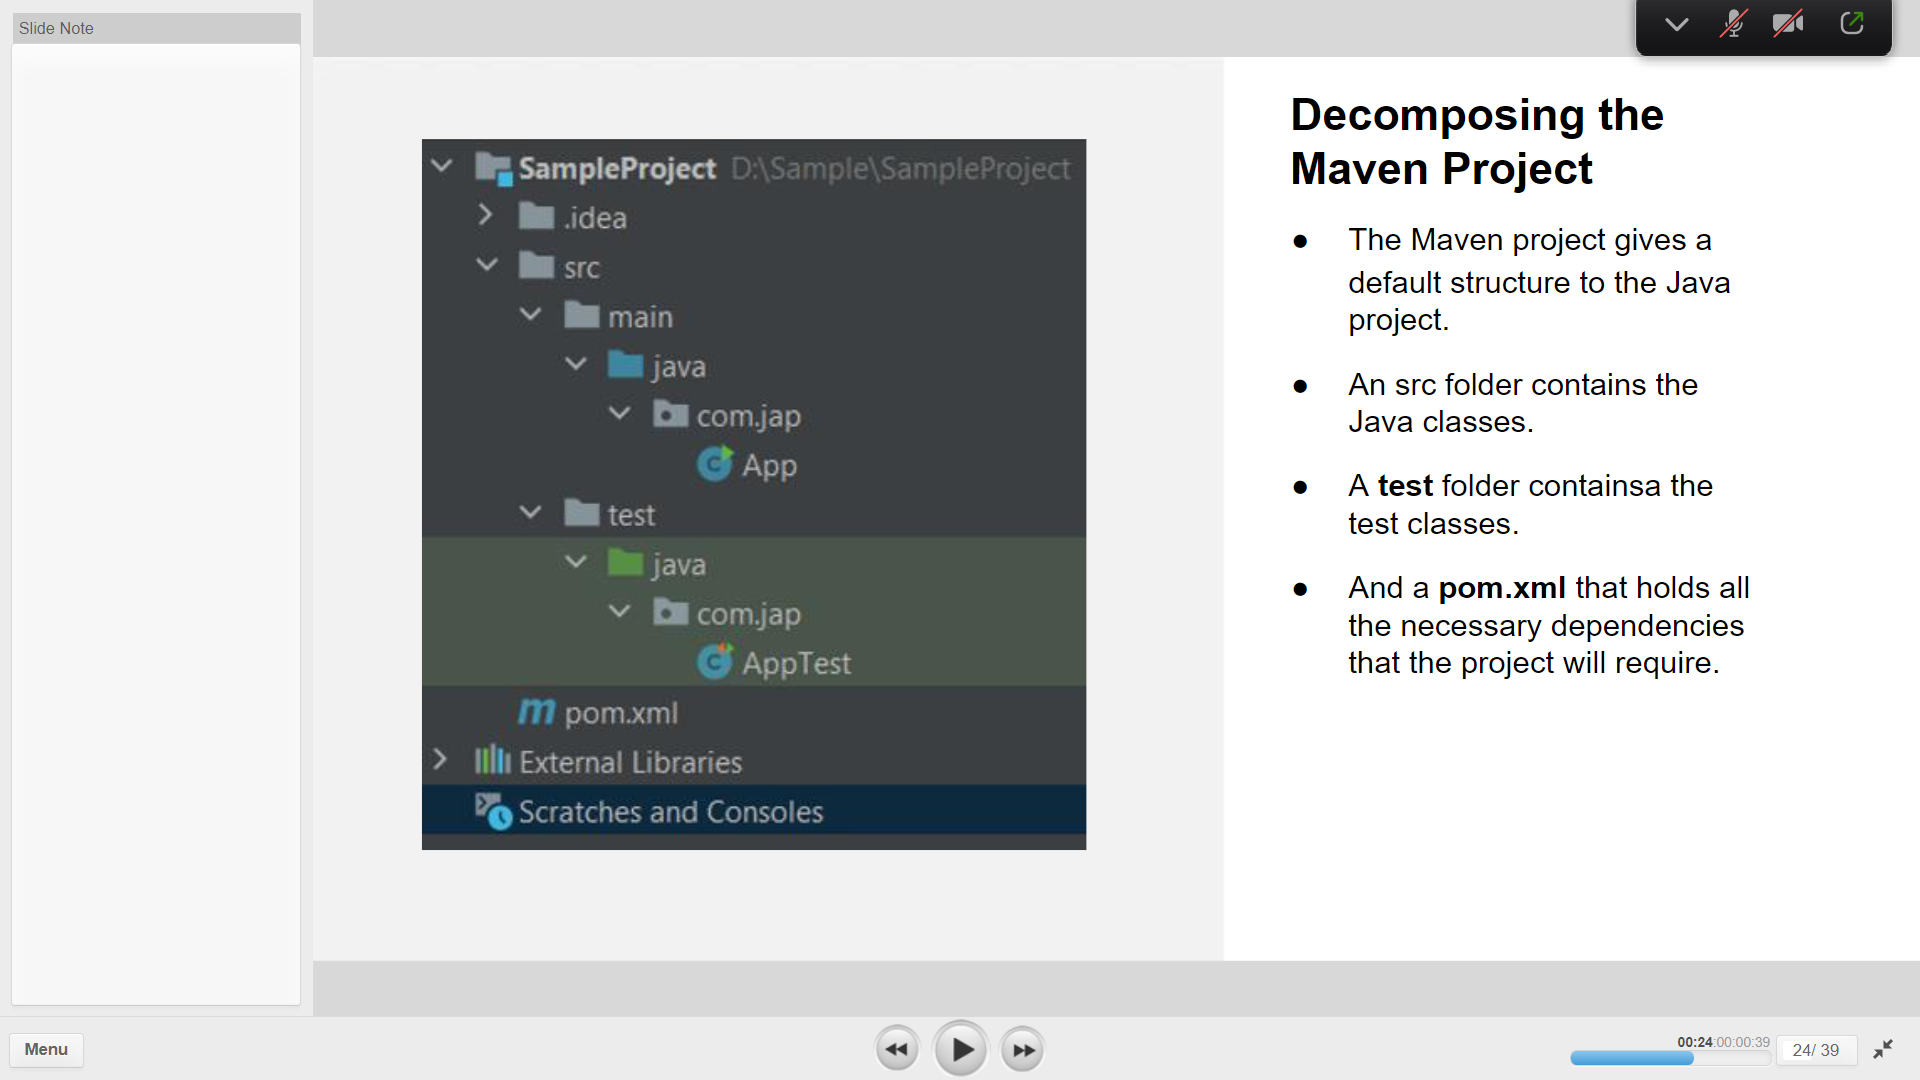 Slide Note
SampleProject D:\Sample\SampleProject
.idea
src
main
java
com.jap
App
test
java
com.jap
AppTest
pom.xml
External Libraries
Scratches and Consoles
Decomposing the
Maven Project
● The Maven project gives a
default structure to the Java
project.
● An src folder contains the
Java classes.
● A test folder containsa the
test classes.
● And a pom.xml that holds all
the necessary dependencies
that the project will require.
Menu
00:24:00:00:39
24/ 39